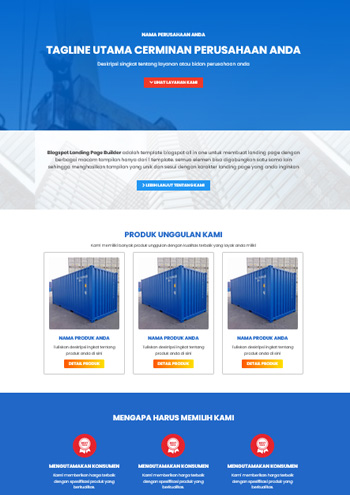 NAMA PERUSAHAAN ANDA
TAGLINE UTAMA CERMINAN PERUSAHAAN ANDA
Deskripsi singkat tentang layanan atau bidan perusahaan anda
LIHAT LAYANAN KAMI
Blogspot Landing Page Builder adalah template blogspot all in one untuk membuat landing page dengan
berbagai macam tampilan hanya dari 1 template. semua elemen bisa digabungkan satu sama lain
sehingga menghasilkan tampilan yang unik dan sesui dengan karakter landing page yang anda inginkan
LEBIH LANJUT TENTANG KAMI
PRODUK UNGGULAN KAMI
Kami memiliki banyak produk unggulan dengan kualitas terbaik yang layak anda miliki
NAMA PRODUK ANDA
Tuliskan deskripsi singkat tentang
produk anda di sini
DETAIL PRODUK
NAMA PRODUK ANDA
Tuliskan deskripsi singkat tentang
produk anda di sini
DETAIL PRODUK
NAMA PRODUK ANDA
Tuliskan deskripsi singkat tentang
produk anda di sini
DETAIL PRODUK
MENGAPA HARUS MEMILIH KAMI
MENGUTAMAKAN KONSUMEN
Kami memberikan harga terbaik
dengan spesifikasi produk yang
berkualitas
MENGUTAMAKAN KONSUMEN
Kami memberikan harga terbaik
dengan spesifikasi produk yang
berkualitas
MENGUTAMAKAN KONSUMEN
Kami memberikan harga terbaik
dengan spesifikasi produk yang
berkualitas